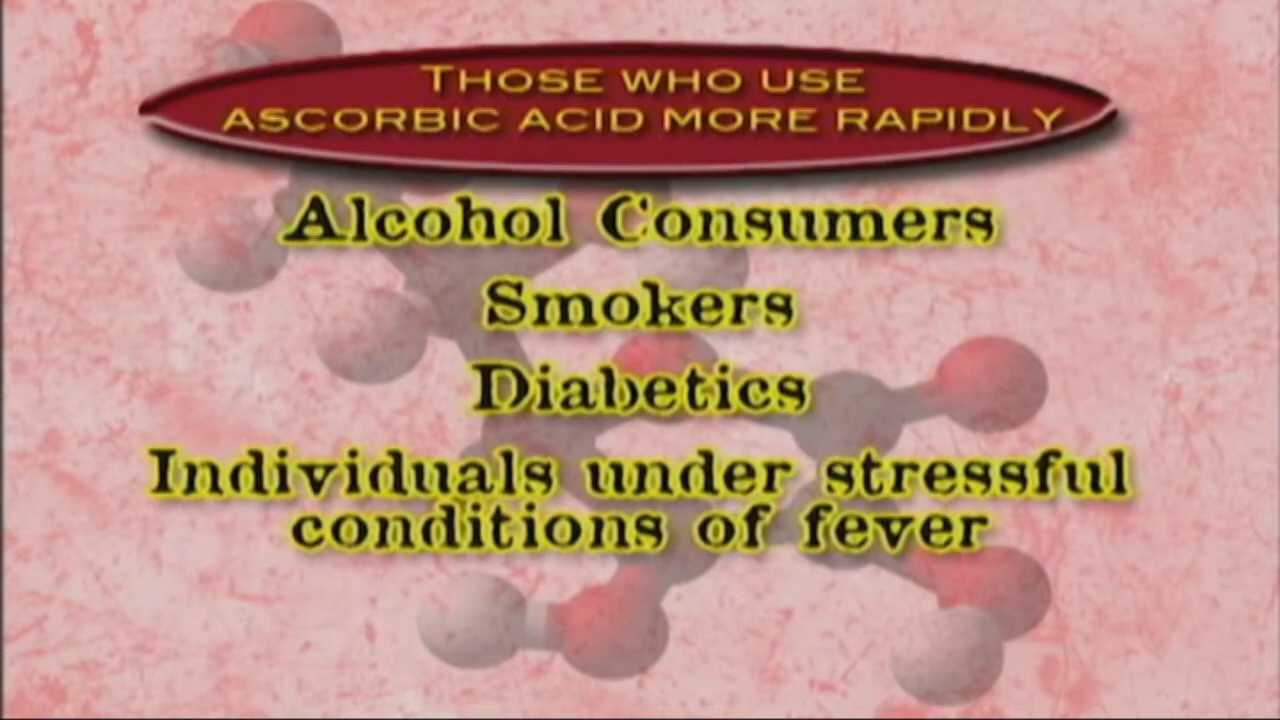 THOSE WHO USE
ASCORBIC ACID MORE RAPIDLY
Alcohol Consumers
Smokers
Diabetics
Individuals under stressful
conditions of fever